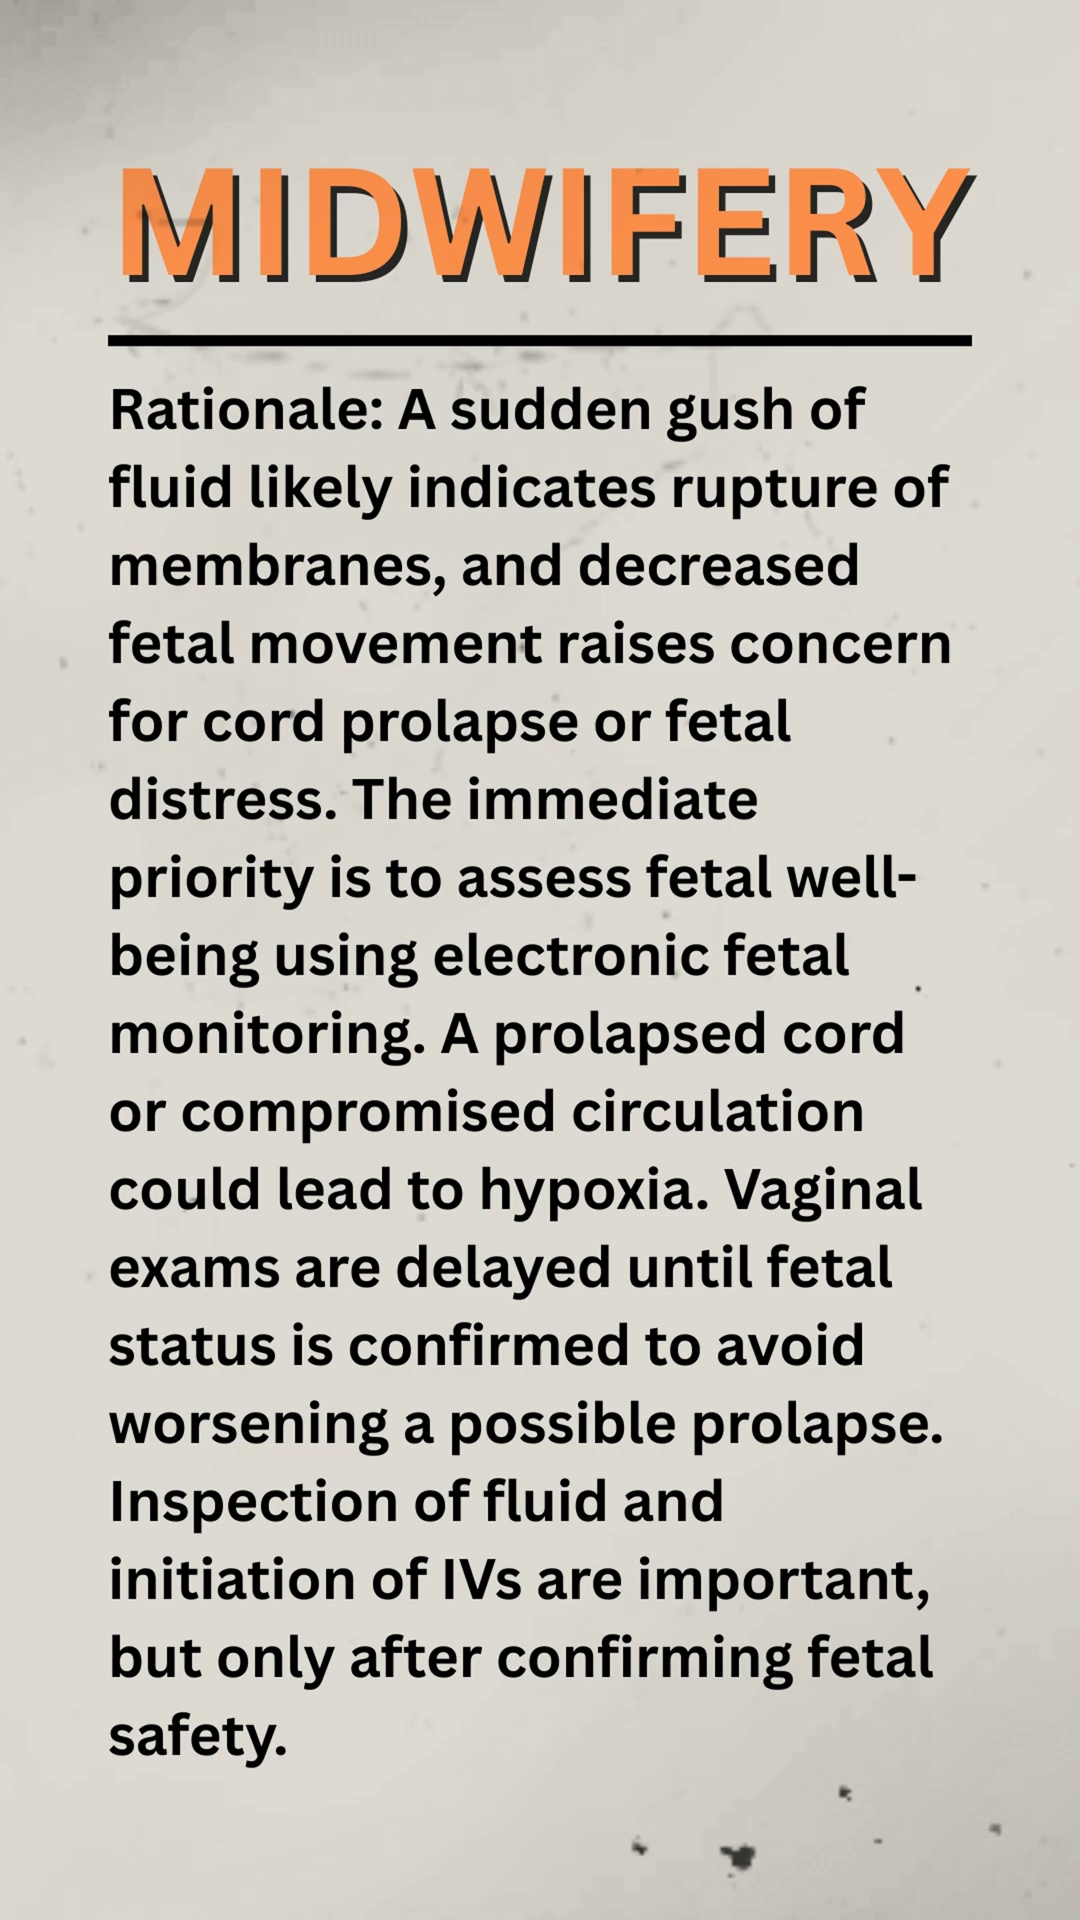 MIDWIFERY
Rationale: A sudden gush of
fluid likely indicates rupture of
membranes, and decreased
fetal movement raises concern
for cord prolapse or fetal
distress. The immediate
priority is to assess fetal well-
being using electronic fetal
monitoring. A prolapsed cord
or compromised circulation
could lead to hypoxia. Vaginal
exams are delayed until fetal
status is confirmed to avoid
worsening a possible prolapse.
Inspection of fluid and
initiation of IVs are important,
but only after confirming fetal
safety.